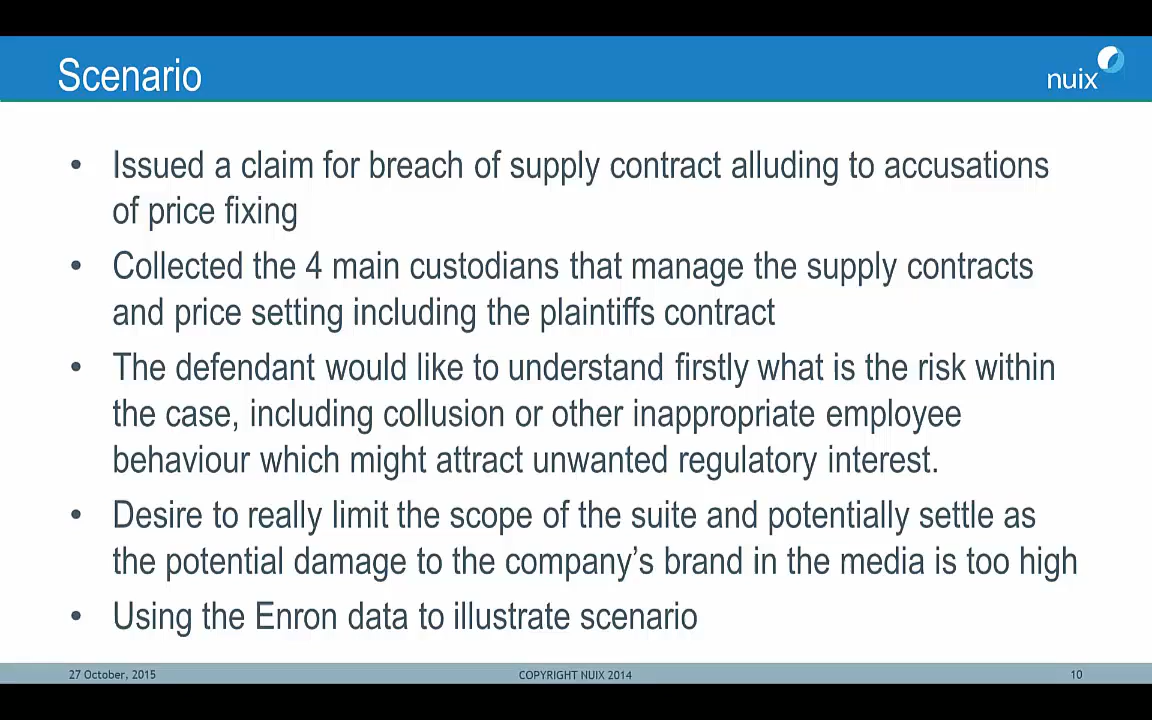 Scenario
nuix
• Issued a claim for breach of supply contract alluding to accusations
of price fixing
• Collected the 4 main custodians that manage the supply contracts
and price setting including the plaintiffs contract
• The defendant would like to understand firstly what is the risk within
the case, including collusion or other inappropriate employee
behaviour which might attract unwanted regulatory interest.
• Desire to really limit the scope of the suite and potentially settle as
the potential damage to the company’s brand in the media is too high
• Using the Enron data to illustrate scenario
27 October, 2015
COPYRIGHT NUIX 2014
10